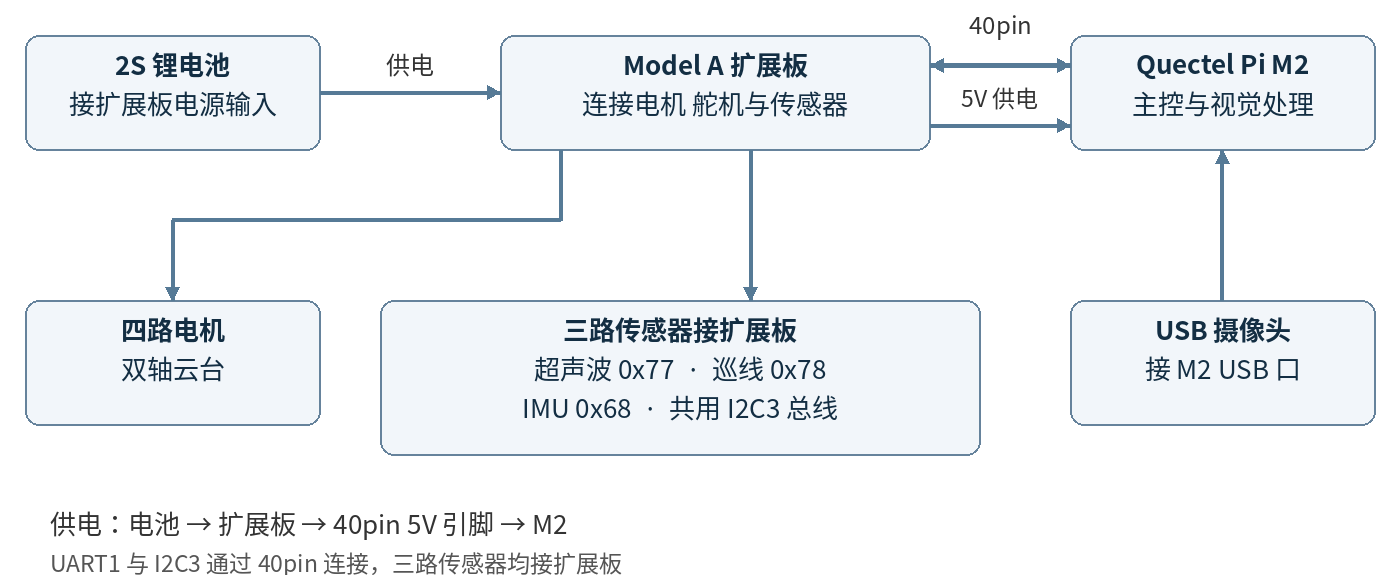 40pin
2S 锂电池
接扩展板电源输入
供电
Model A 扩展板
连接电机 舵机与传感器
5V 供电
Quectel Pi M2
主控与视觉处理
四路电机
双轴云台
三路传感器接扩展板
超声波 0x77 · 巡线 0x78
IMU 0x68 · 共用 I2C3 总线
USB 摄像头
接 M2 USB 口
供电：电池 → 扩展板 → 40pin 5V 引脚 → M2
UART1 与 I2C3 通过 40pin 连接，三路传感器均接扩展板